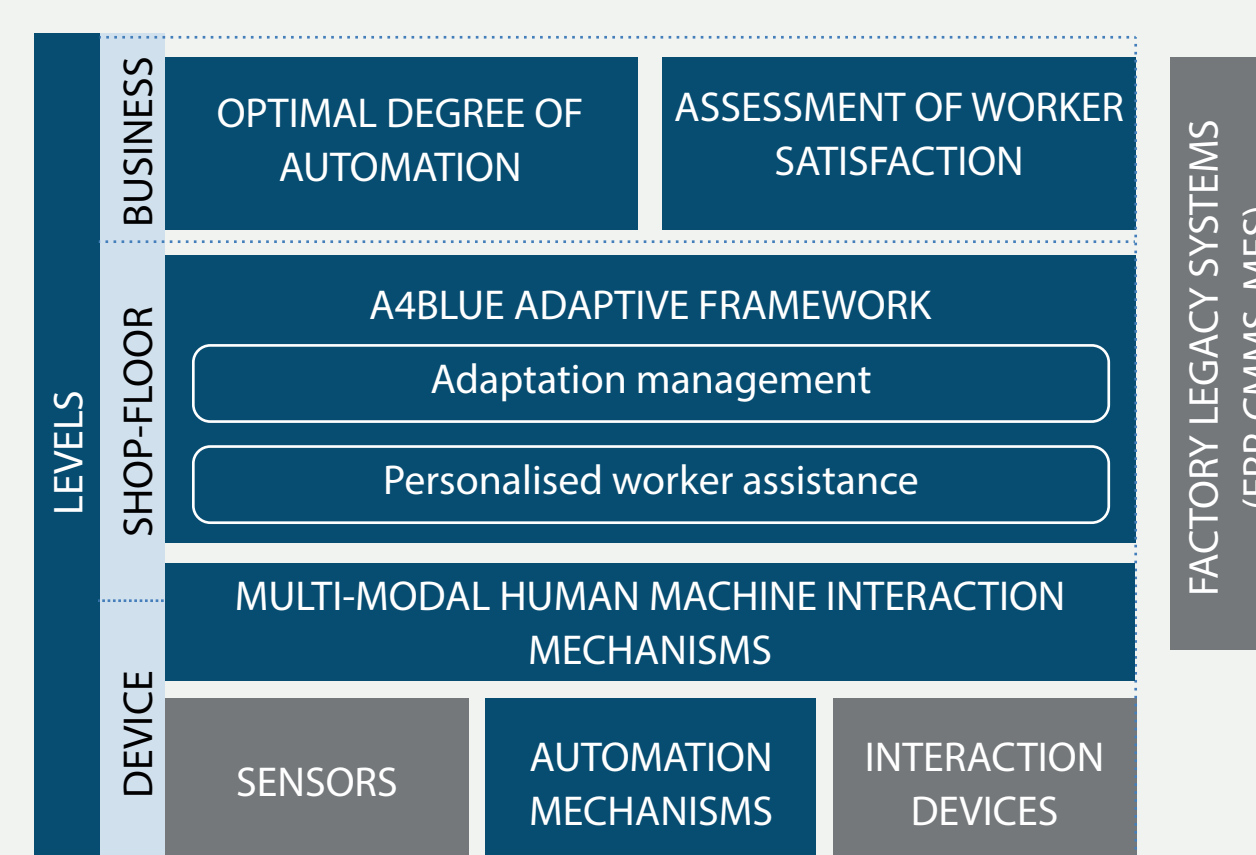 LEVELS
BUSINESS
OPTIMAL DEGREE OF
AUTOMATION
ASSESSMENT OF WORKER
SATISFACTION
SHOP-FLOOR
A4BLUE ADAPTIVE FRAMEWORK
Adaptation management
Personalised worker assistance
MULTI-MODAL HUMAN MACHINE INTERACTION
MECHANISMS
DEVICE
SENSORS
AUTOMATION
MECHANISMS
INTERACTION
DEVICES
FACTORY LEGACY SYSTEMS